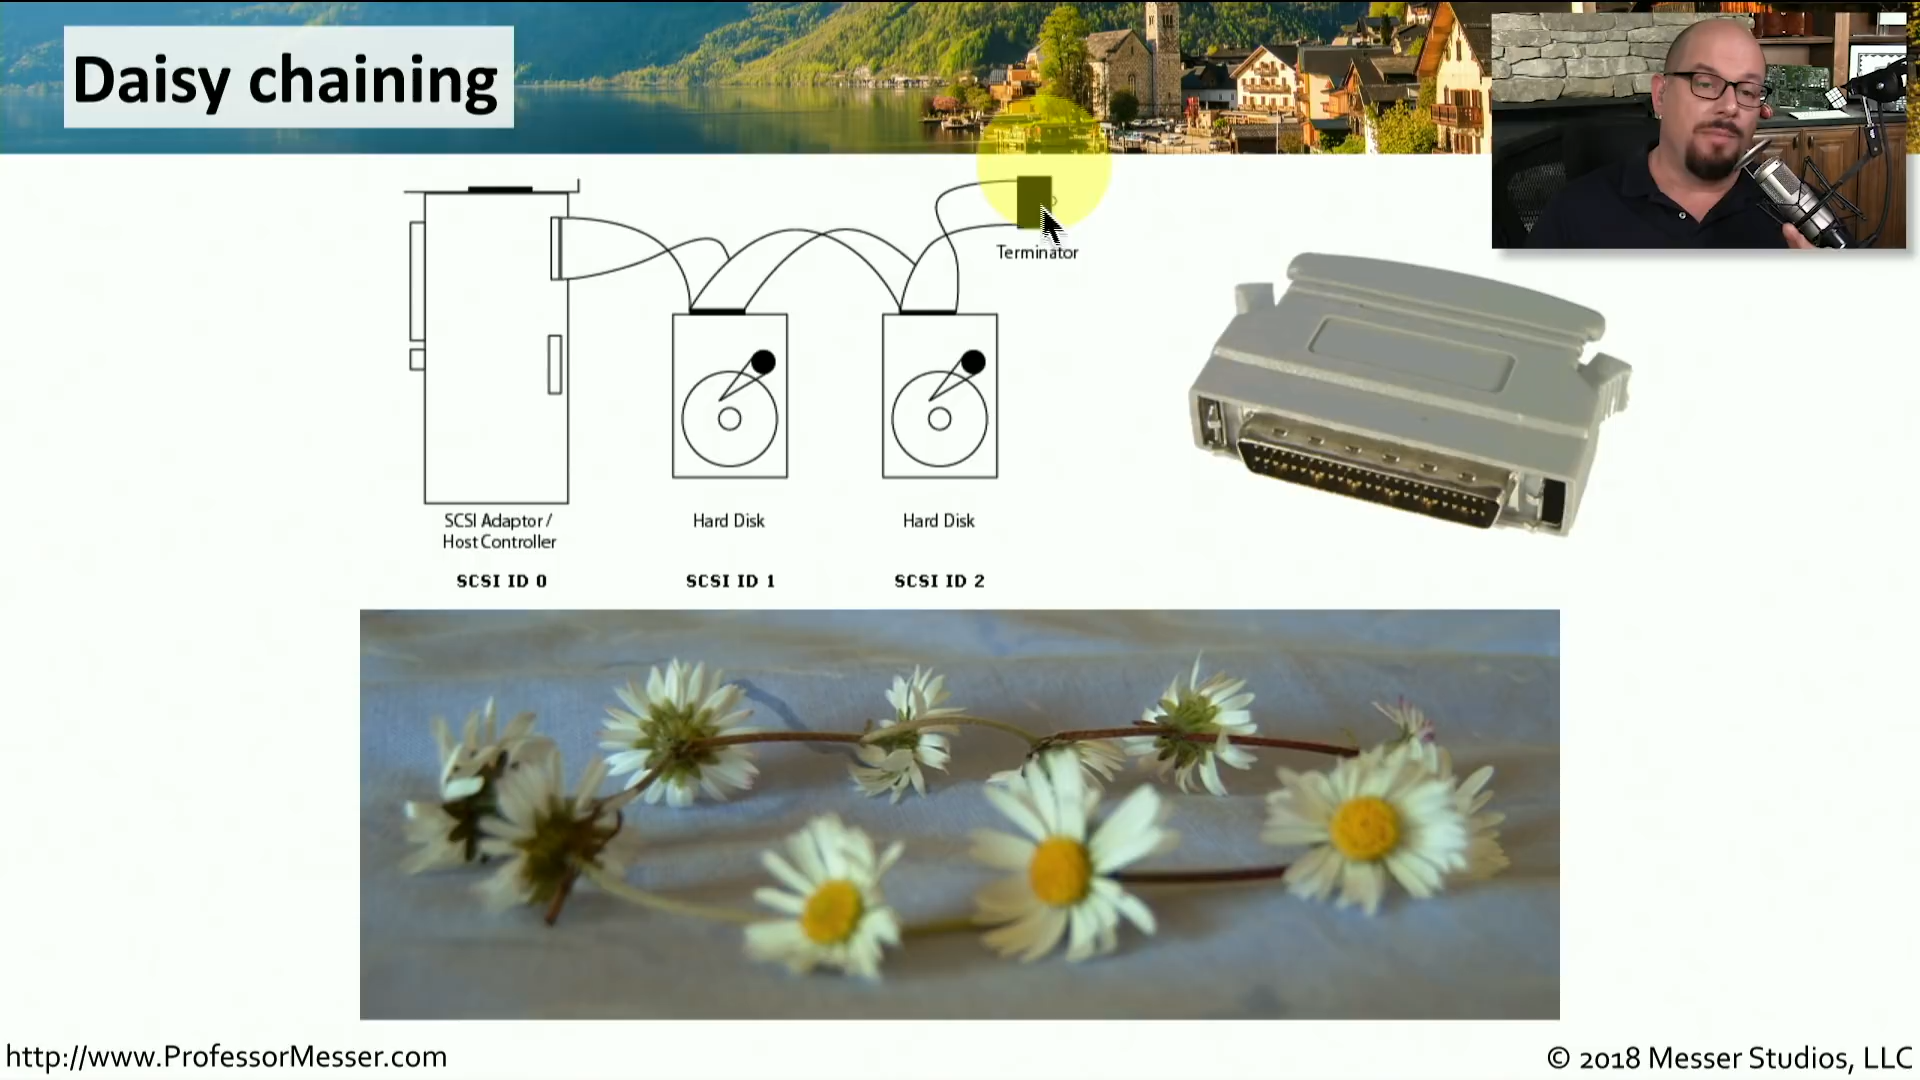 Daisy chaining
Terminator
SCSI Adaptor /
Host Controller
Hard Disk
Hard Disk
SCSI ID 0
SCSI ID 1
SCSI ID 2
http://www.ProfessorMesser.com
© 2018 Messer Studios, LLC